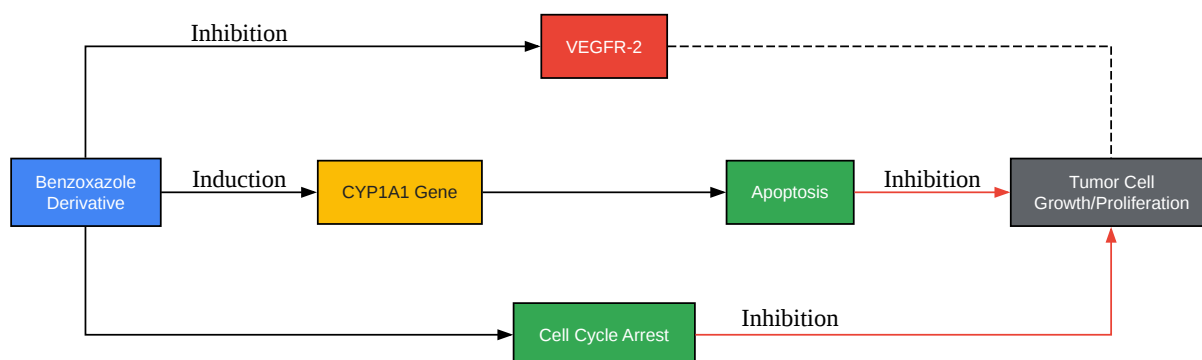 Inhibition
VEGFR-2
Benzoxazole
Derivative
Induction
CYP1A1 Gene
Apoptosis
Inhibition
Tumor Cell
Growth/Proliferation
Cell Cycle Arrest
Inhibition